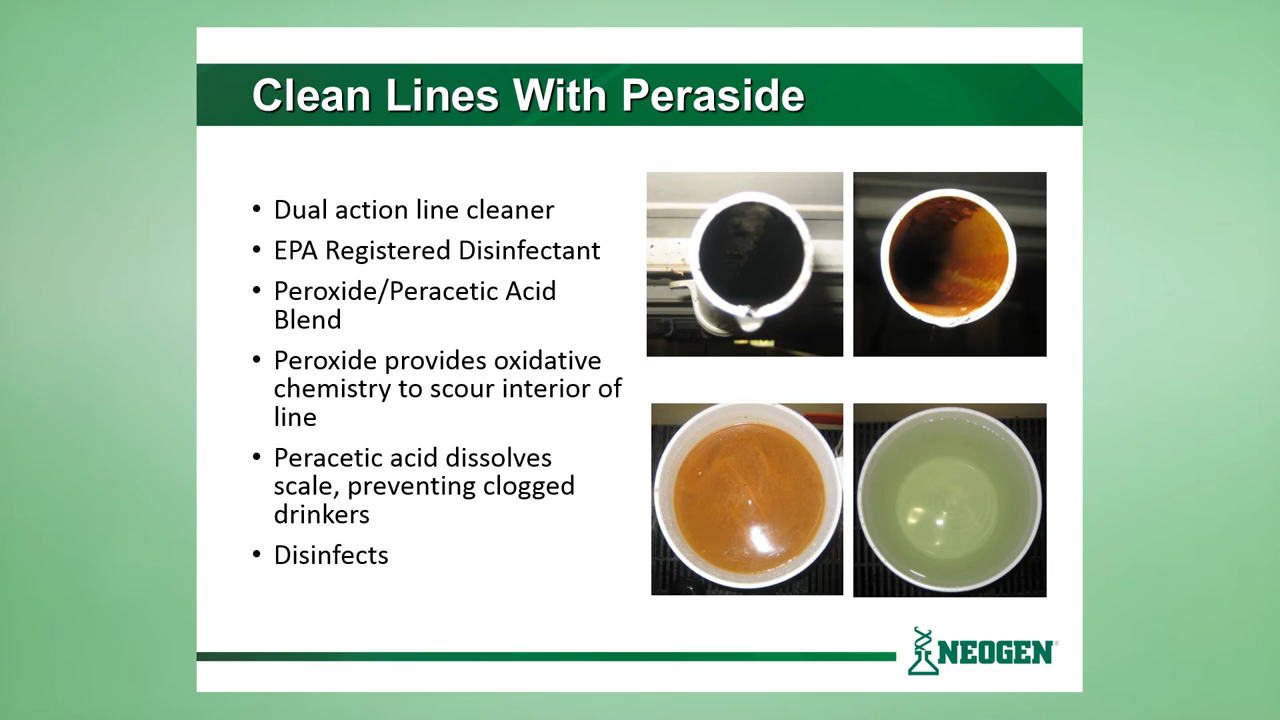 Clean Lines With Peraside
• Dual action line cleaner
• EPA Registered Disinfectant
• Peroxide/Peracetic Acid
Blend
• Peroxide provides oxidative
chemistry to scour interior of
line
• Peracetic acid dissolves
scale, preventing clogged
drinkers
• Disinfects
NEOGEN®